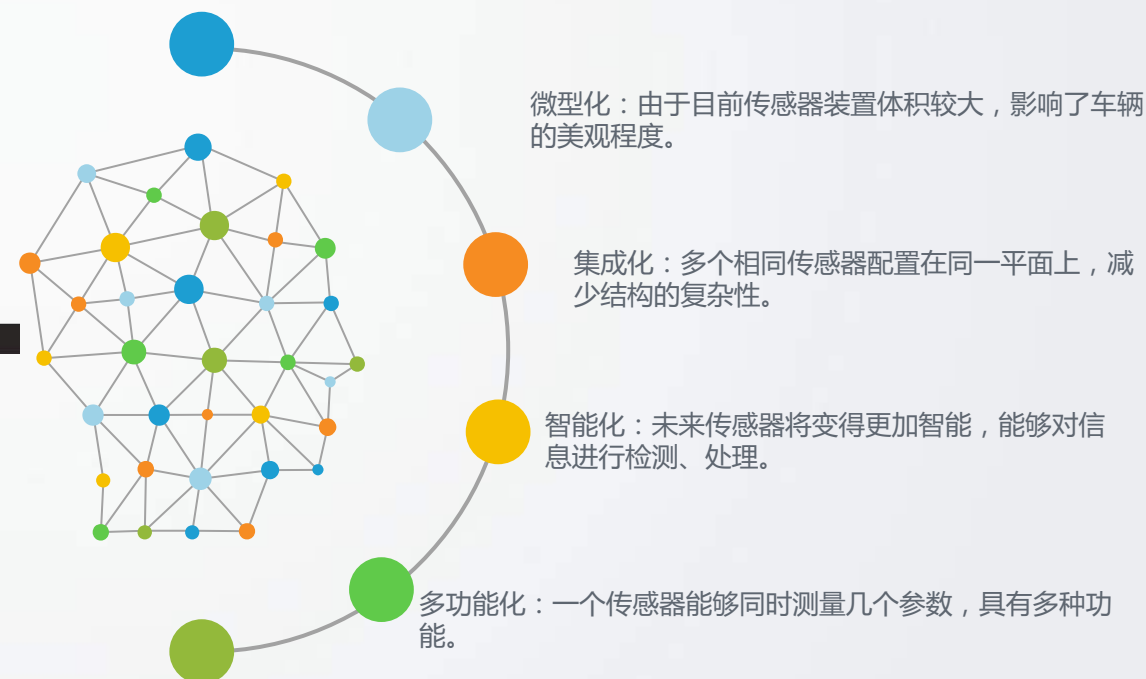 微型化：由于目前传感器装置体积较大，影响了车辆
的美观程度。
集成化：多个相同传感器配置在同一平面上，减
少结构的复杂性。
智能化：未来传感器将变得更加智能，能够对信
息进行检测、处理。
多功能化：一个传感器能够同时测量几个参数，具有多种功
能。